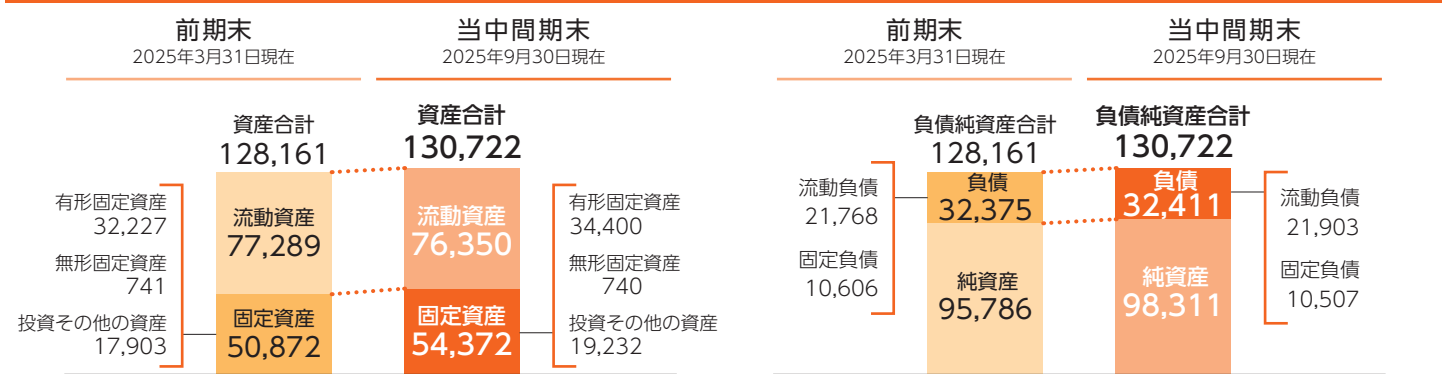 前期末
2025年3月31日現在
当中間期末
2025年9月30日現在
資産合計
128,161
資産合計
130,722
有形固定資産
32,227
無形固定資産
741
投資その他の資産
17,903
流動資産
77,289
固定資産
50,872
流動資産
76,350
固定資産
54,372
有形固定資産
34,400
無形固定資産
740
投資その他の資産
19,232
前期末
2025年3月31日現在
当中間期末
2025年9月30日現在
負債純資産合計
128,161
負債純資産合計
130,722
流動負債
21,768
固定負債
10,606
負債
32,375
純資産
95,786
負債
32,411
純資産
98,311
流動負債
21,903
固定負債
10,507